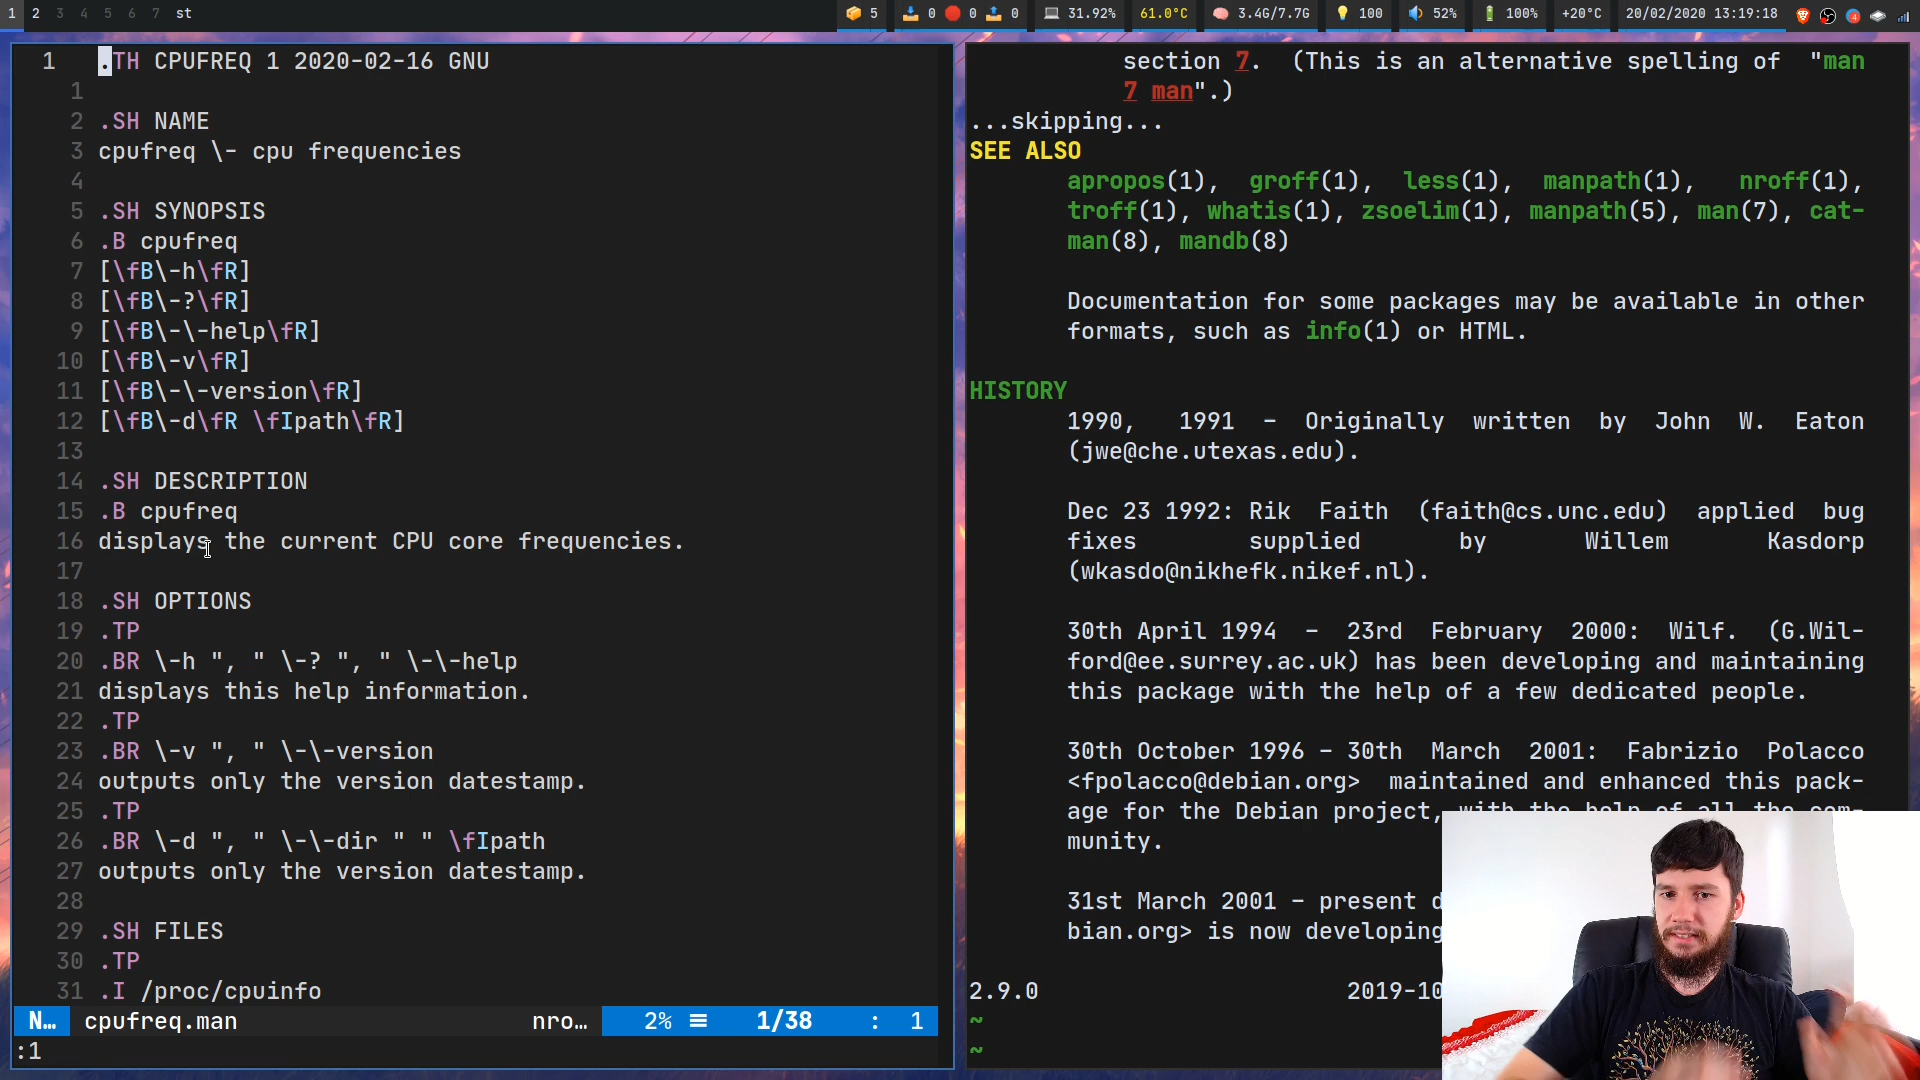 1 2 3 4 5 6 7 st 5 0 0 0 31.92% 61.0°C 3.4G/7.7G 100 52% 100% +20°C 20/02/2020 13:19:18
1 .TH CPUFREQ 1 2020-02-16 GNU
1
2 .SH NAME
3 cpufreq \- cpu frequencies
4
5 .SH SYNOPSIS
6 .B cpufreq
7 [\fB\-h\fR]
8 [\fB\-?\fR]
9 [\fB\-\-help\fR]
10 [\fB\-v\fR]
11 [\fB\-\-version\fR]
12 [\fB\-d\fR \fIpath\fR]
13
14 .SH DESCRIPTION
15 .B cpufreq
16 displays the current CPU core frequencies.
17
18 .SH OPTIONS
19 .TP
20 .BR \-h ", " \-? ", " \-\-help
21 displays this help information.
22 .TP
23 .BR \-v ", " \-\-version
24 outputs only the version datestamp.
25 .TP
26 .BR \-d ", " \-\-dir " " \fIpath
27 outputs only the version datestamp.
28
29 .SH FILES
30 .TP
31 .I /proc/cpuinfo
N… cpufreq.man nro… 2% ≡ 1/38 : 1
:1
section 7. (This is an alternative spelling of "man
7 man".)
...skipping...
SEE ALSO
apropos(1), groff(1), less(1), manpath(1), nroff(1),
troff(1), whatis(1), zsoelim(1), manpath(5), man(7), cat-
man(8), mandb(8)
Documentation for some packages may be available in other
formats, such as info(1) or HTML.
HISTORY
1990, 1991 – Originally written by John W. Eaton
(jwe@che.utexas.edu).
Dec 23 1992: Rik Faith (faith@cs.unc.edu) applied bug
fixes supplied by Willem Kasdorp
(wkasdo@nikhefk.nikef.nl).
30th April 1994 – 23rd February 2000: Wilf. (G.Wil-
ford@ee.surrey.ac.uk) has been developing and maintaining
this package with the help of a few dedicated people.
30th October 1996 – 30th March 2001: Fabrizio Polacco
<fpolacco@debian.org> maintained and enhanced this pack-
age for the Debian project, with the help of all the com-
munity.
31st March 2001 – present d
bian.org> is now developing
2.9.0 2019-10
~
~